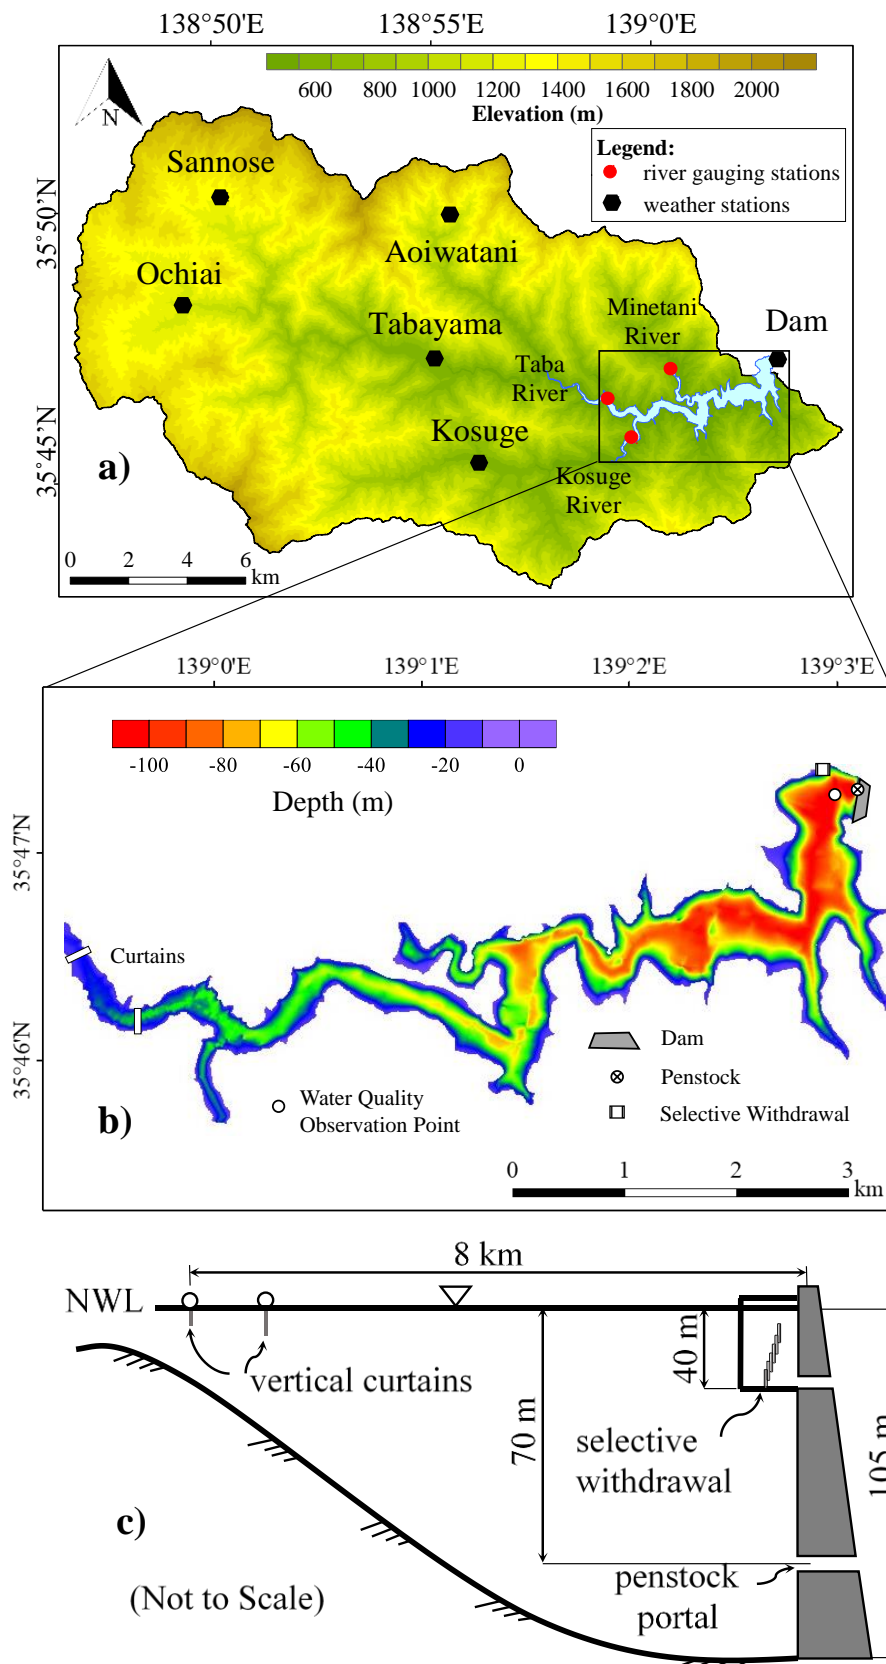 138°50'E 138°55'E 139°0'E
600 800 1000 1200 1400 1600 1800 2000
Elevation (m)
N
Legend:
river gauging stations
weather stations
35°50'N
35°45'N
Sannose
Aoiwatani
Ochiai
Minetani
River
Dam
Tabayama
Taba
River
Kosuge
a)
Kosuge
River
0 2 4 6
km
139°0'E 139°1'E 139°2'E 139°3'E
-100 -80 -60 -40 -20 0
Depth (m)
35°47'N
35°46'N
Curtains
Dam
Penstock
Selective Withdrawal
Water Quality
Observation Point
b)
0 1 2 3
km
8 km
NWL
vertical curtains
40 m
70 m
105 m
selective
withdrawal
c)
penstock
portal
(Not to Scale)